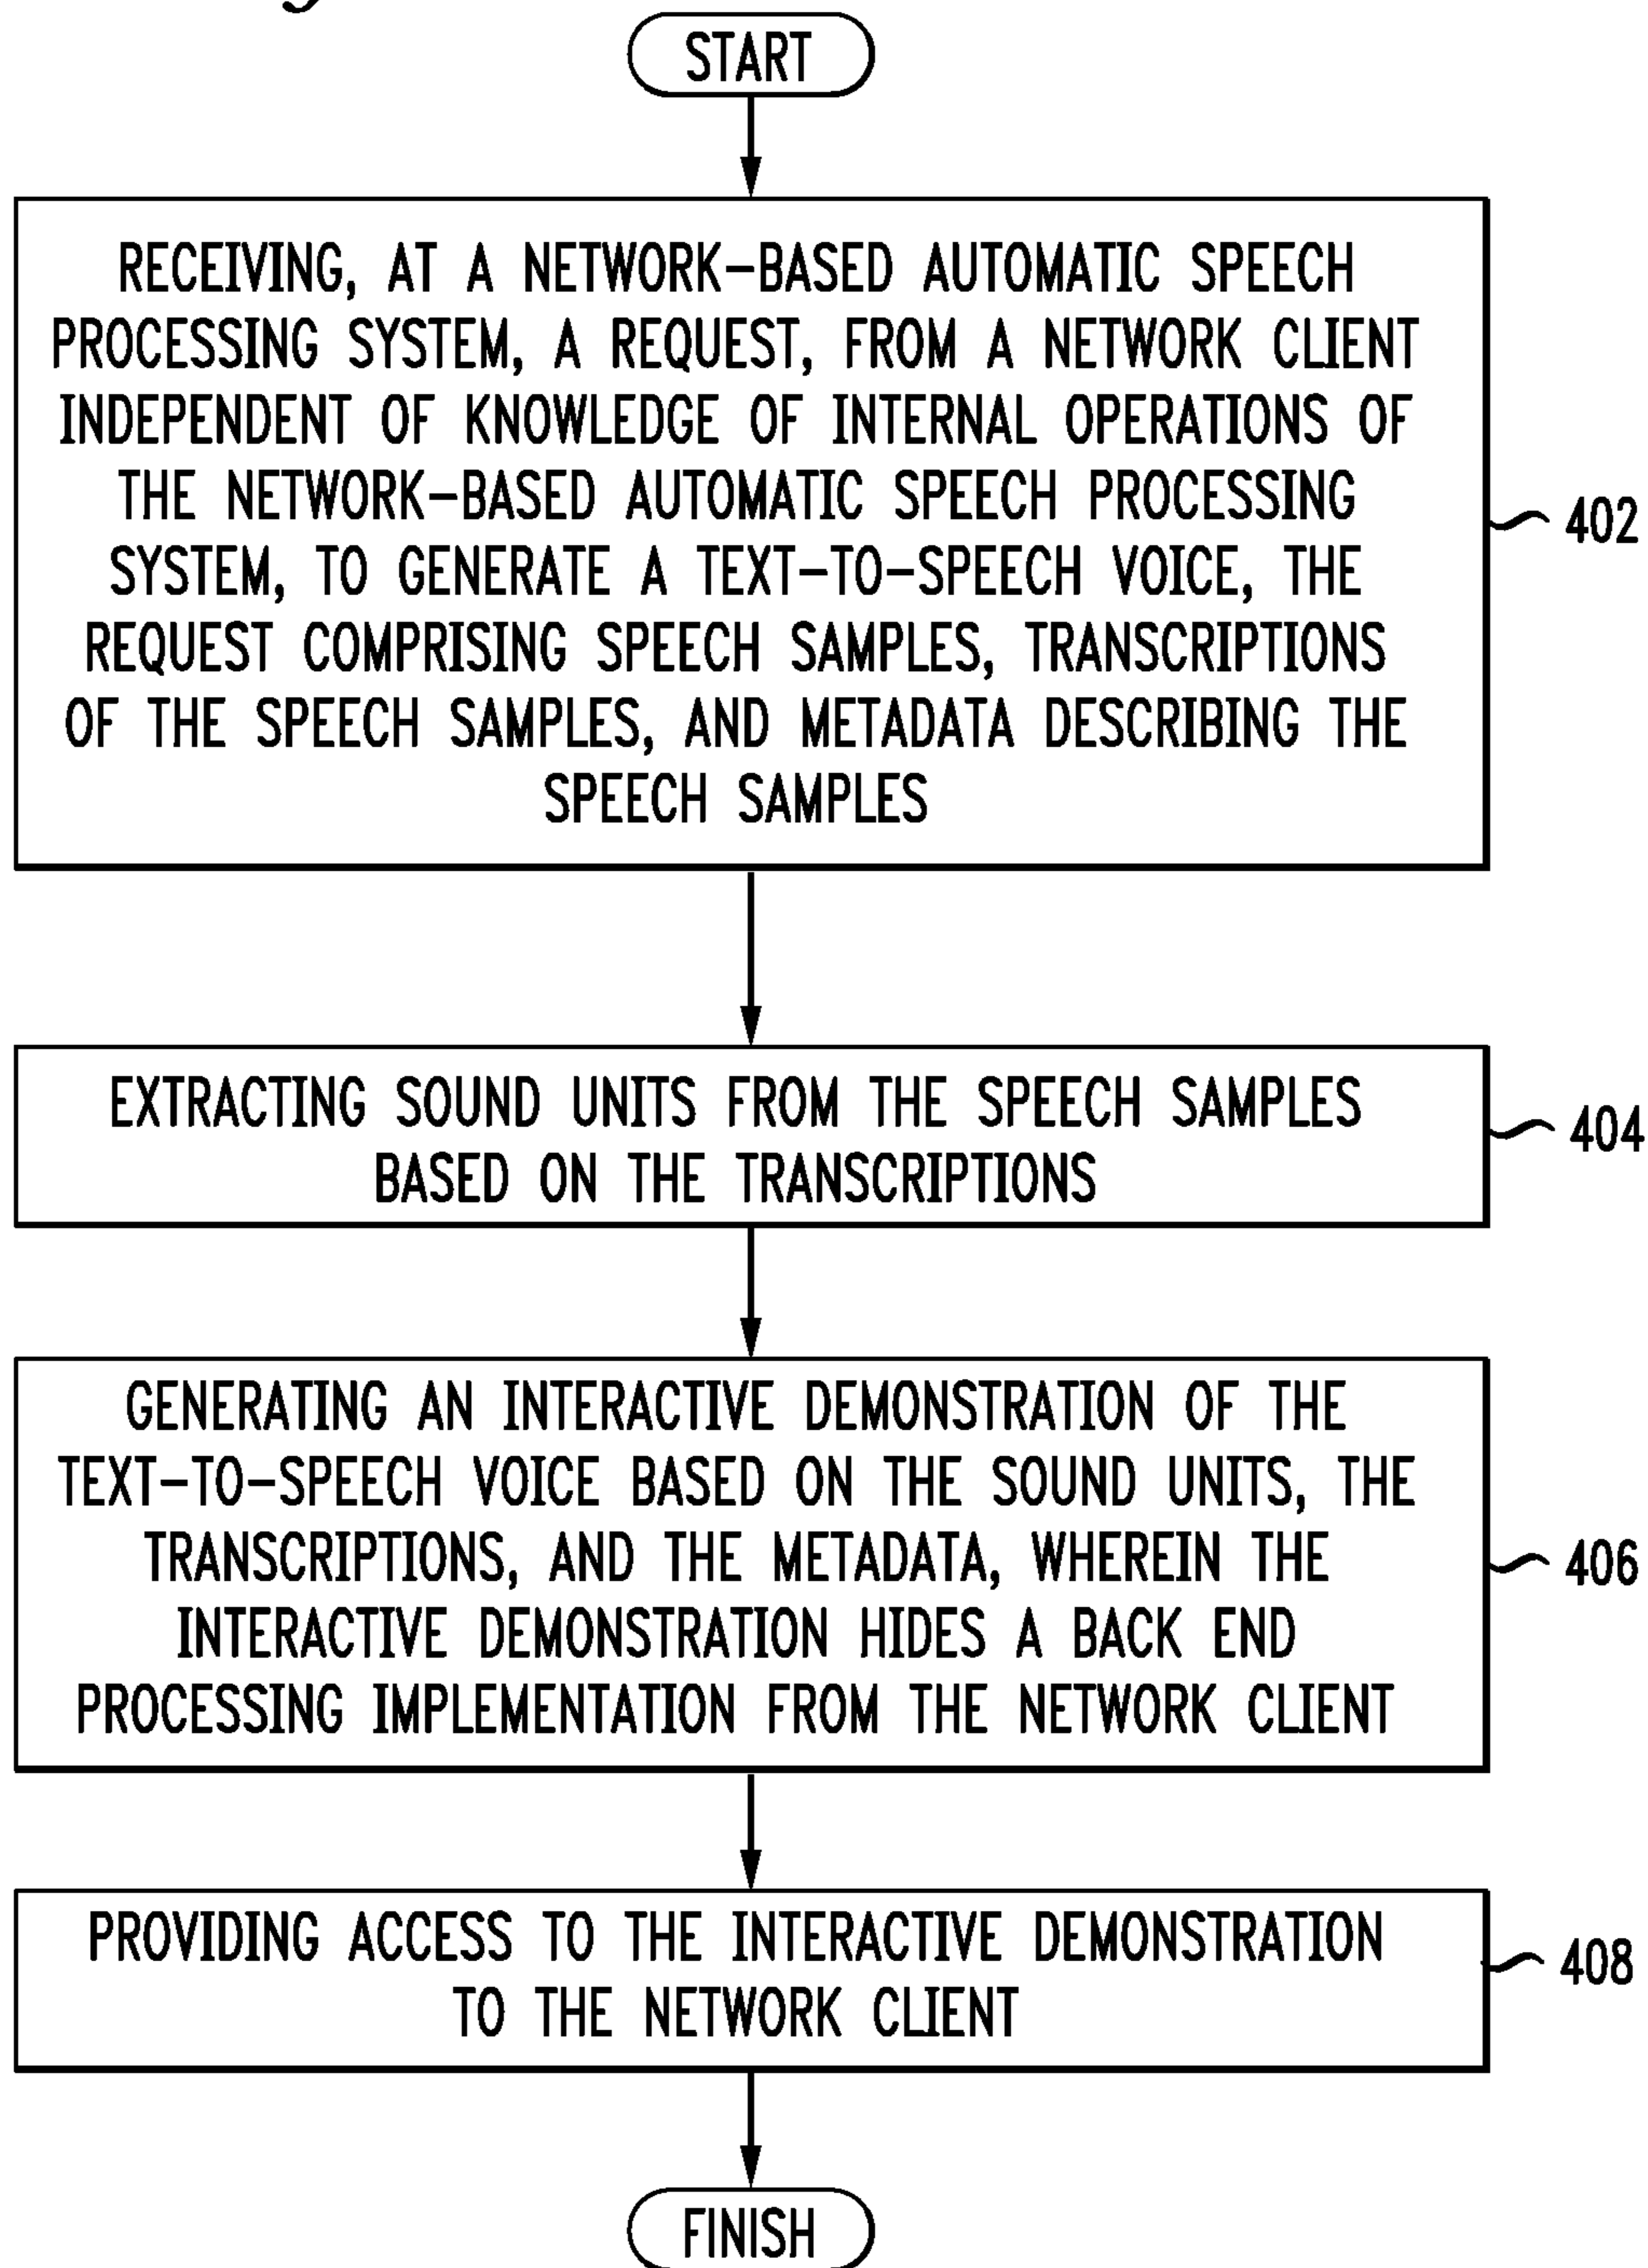 START
RECEIVING, AT A NETWORK-BASED AUTOMATIC SPEECH
PROCESSING SYSTEM, A REQUEST, FROM A NETWORK CLIENT
INDEPENDENT OF KNOWLEDGE OF INTERNAL OPERATIONS OF
THE NETWORK-BASED AUTOMATIC SPEECH PROCESSING
SYSTEM, TO GENERATE A TEXT-TO-SPEECH VOICE, THE
REQUEST COMPRISING SPEECH SAMPLES, TRANSCRIPTIONS
OF THE SPEECH SAMPLES, AND METADATA DESCRIBING THE
SPEECH SAMPLES
402
EXTRACTING SOUND UNITS FROM THE SPEECH SAMPLES
BASED ON THE TRANSCRIPTIONS
404
GENERATING AN INTERACTIVE DEMONSTRATION OF THE
TEXT-TO-SPEECH VOICE BASED ON THE SOUND UNITS, THE
TRANSCRIPTIONS, AND THE METADATA, WHEREIN THE
INTERACTIVE DEMONSTRATION HIDES A BACK END
PROCESSING IMPLEMENTATION FROM THE NETWORK CLIENT
406
PROVIDING ACCESS TO THE INTERACTIVE DEMONSTRATION
TO THE NETWORK CLIENT
408
FINISH